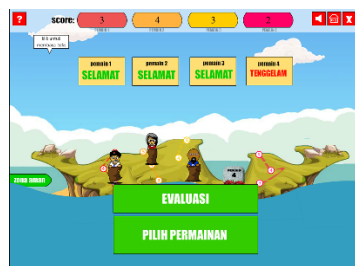 ?
score:
3
4
3
2
X
pemain 1
SELAMAT
pemain 2
SELAMAT
pemain 3
SELAMAT
pemain 4
TENGGELAM
4
EVALUASI
PILIH PERMAINAN